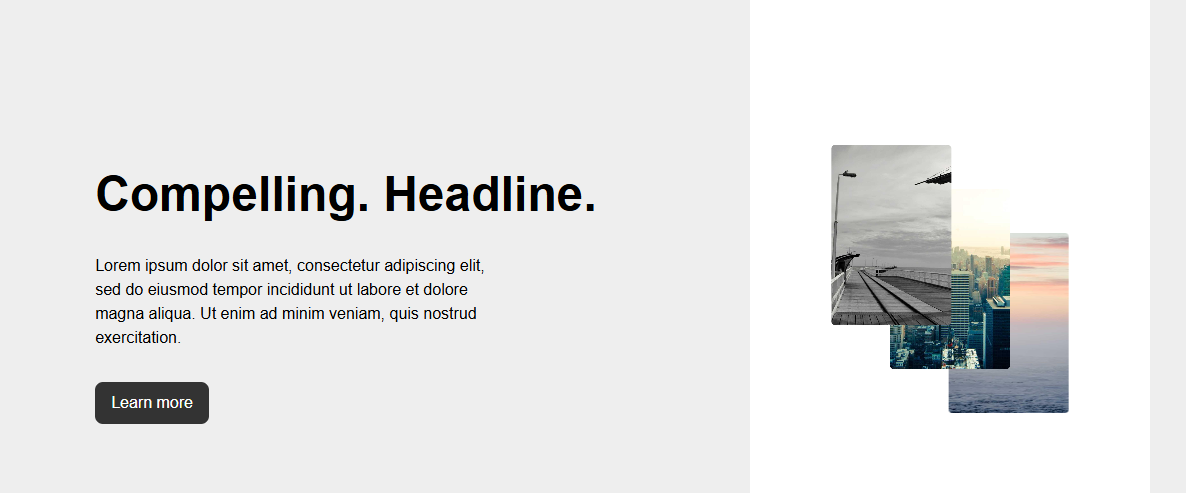 Compelling. Headline.
Lorem ipsum dolor sit amet, consectetur adipiscing elit,
sed do eiusmod tempor incididunt ut labore et dolore
magna aliqua. Ut enim ad minim veniam, quis nostrud
exercitation.
Learn more